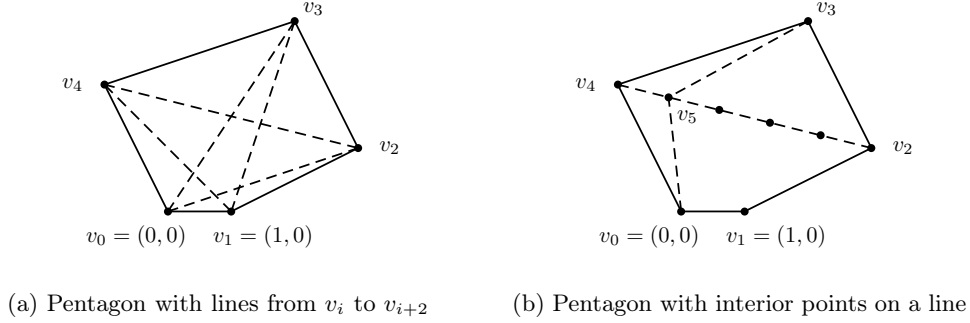 v₃
v₄
v₂
v₀ = (0, 0) v₁ = (1, 0)
(a) Pentagon with lines from vᵢ to vᵢ₊₂
v₃
v₄
v₅
v₂
v₀ = (0, 0) v₁ = (1, 0)
(b) Pentagon with interior points on a line